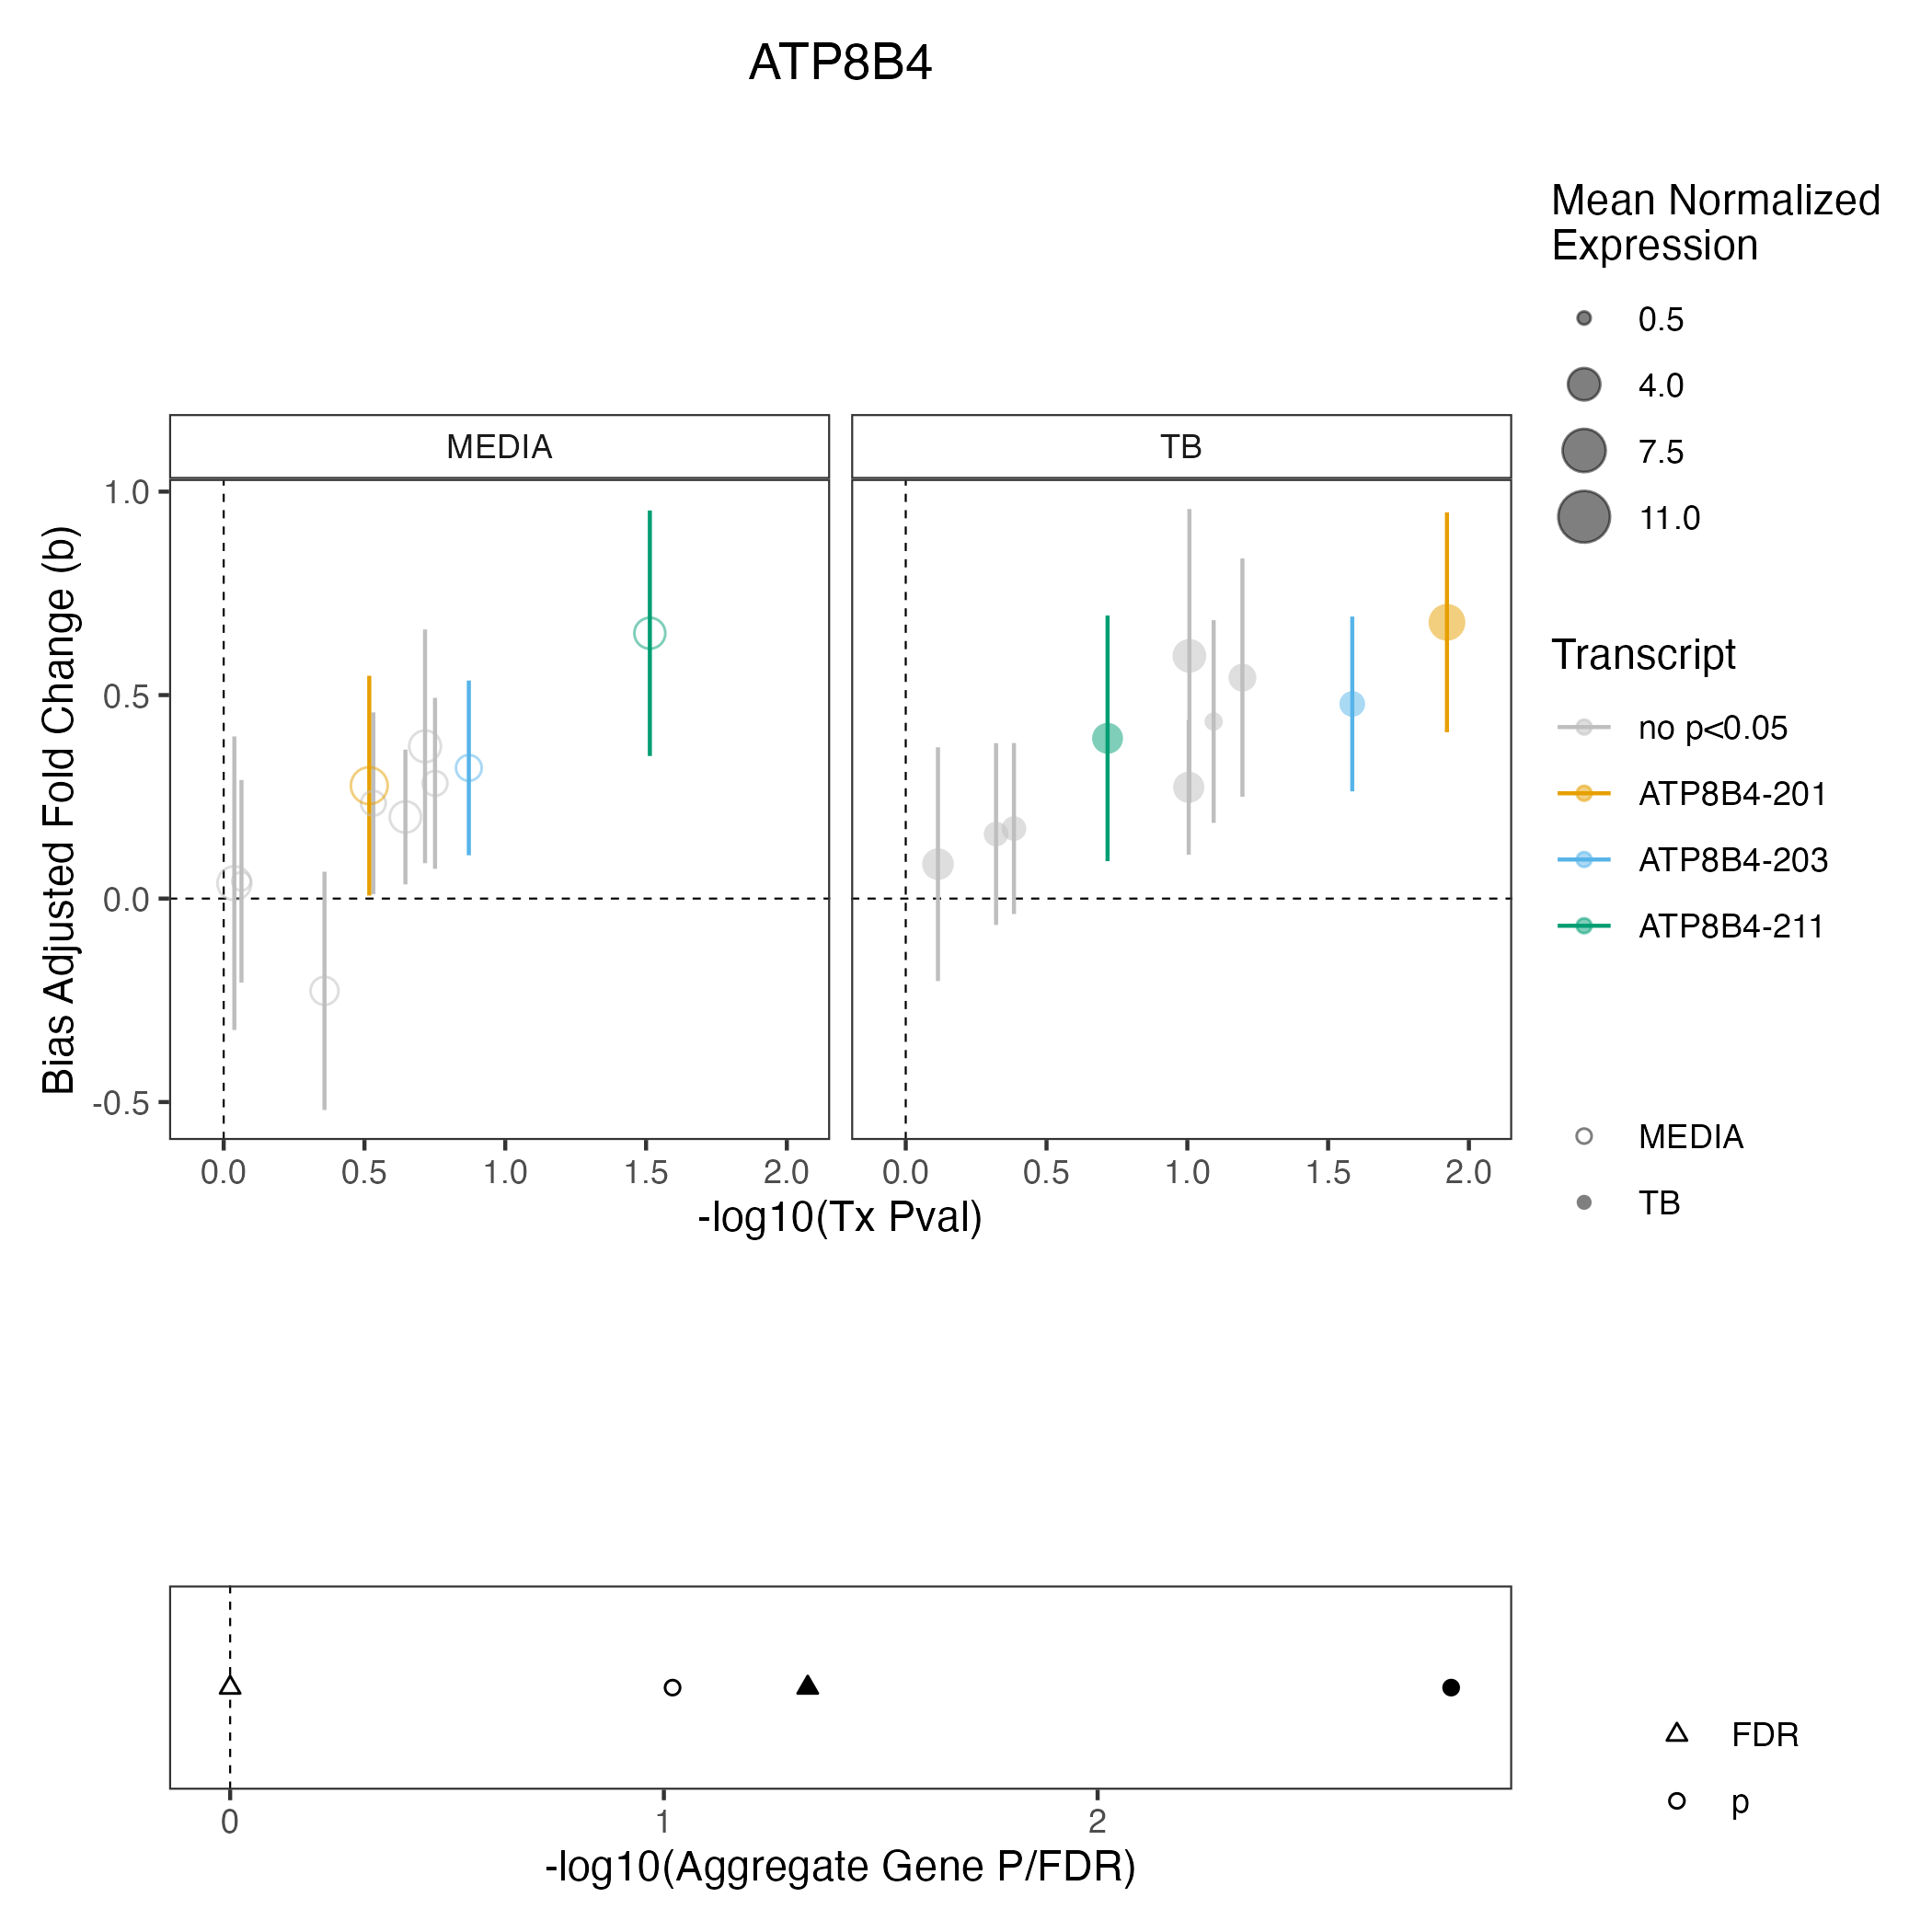 ATP8B4
Mean Normalized
Expression
0.5
4.0
7.5
11.0
MEDIA
TB
1.0
0.5
0.0
-0.5
Bias Adjusted Fold Change (b)
0.0 0.5 1.0 1.5 2.0
0.0 0.5 1.0 1.5 2.0
-log10(Tx Pval)
Transcript
no p<0.05
ATP8B4-201
ATP8B4-203
ATP8B4-211
MEDIA
TB
0 1 2
-log10(Aggregate Gene P/FDR)
FDR
p